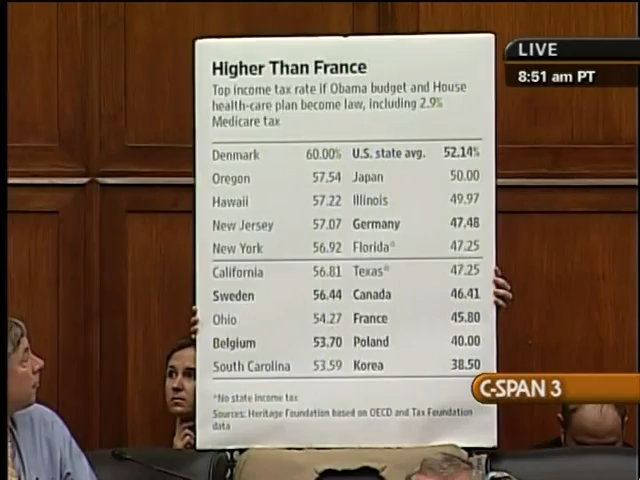 Higher Than France
Top income tax rate if Obama budget and House
health-care plan become law, including 2.9%
Medicare tax
Denmark 60.00% U.S. state avg. 52.14%
Oregon 57.54 Japan 50.00
Hawaii 57.22 Illinois 49.97
New Jersey 57.07 Germany 47.48
New York 56.92 Florida* 47.25
California 56.81 Texas* 47.25
Sweden 56.44 Canada 46.41
Ohio 54.27 France 45.80
Belgium 53.70 Poland 40.00
South Carolina 53.59 Korea 38.50
*No state income tax
Sources: Heritage Foundation based on OECD and Tax Foundation
data
LIVE
8:51 am PT
C-SPAN 3